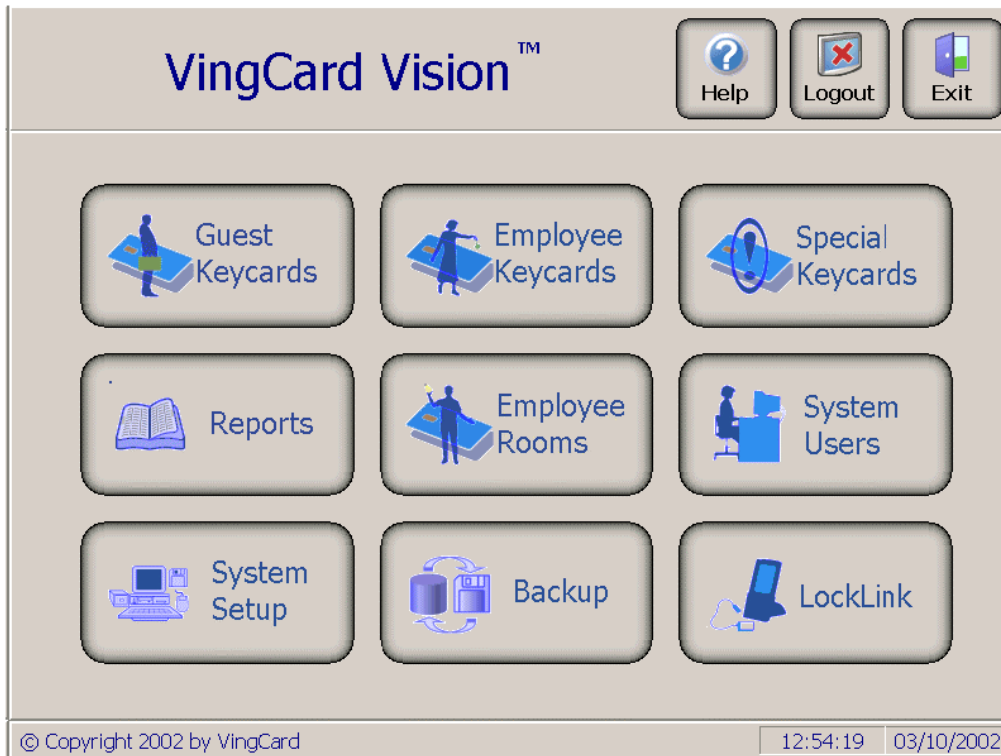 VingCard Vision™
Help
Logout
Exit
Guest
Keycards
Employee
Keycards
Special
Keycards
Reports
Employee
Rooms
System
Users
System
Setup
Backup
LockLink
© Copyright 2002 by VingCard
12:54:19
03/10/2002